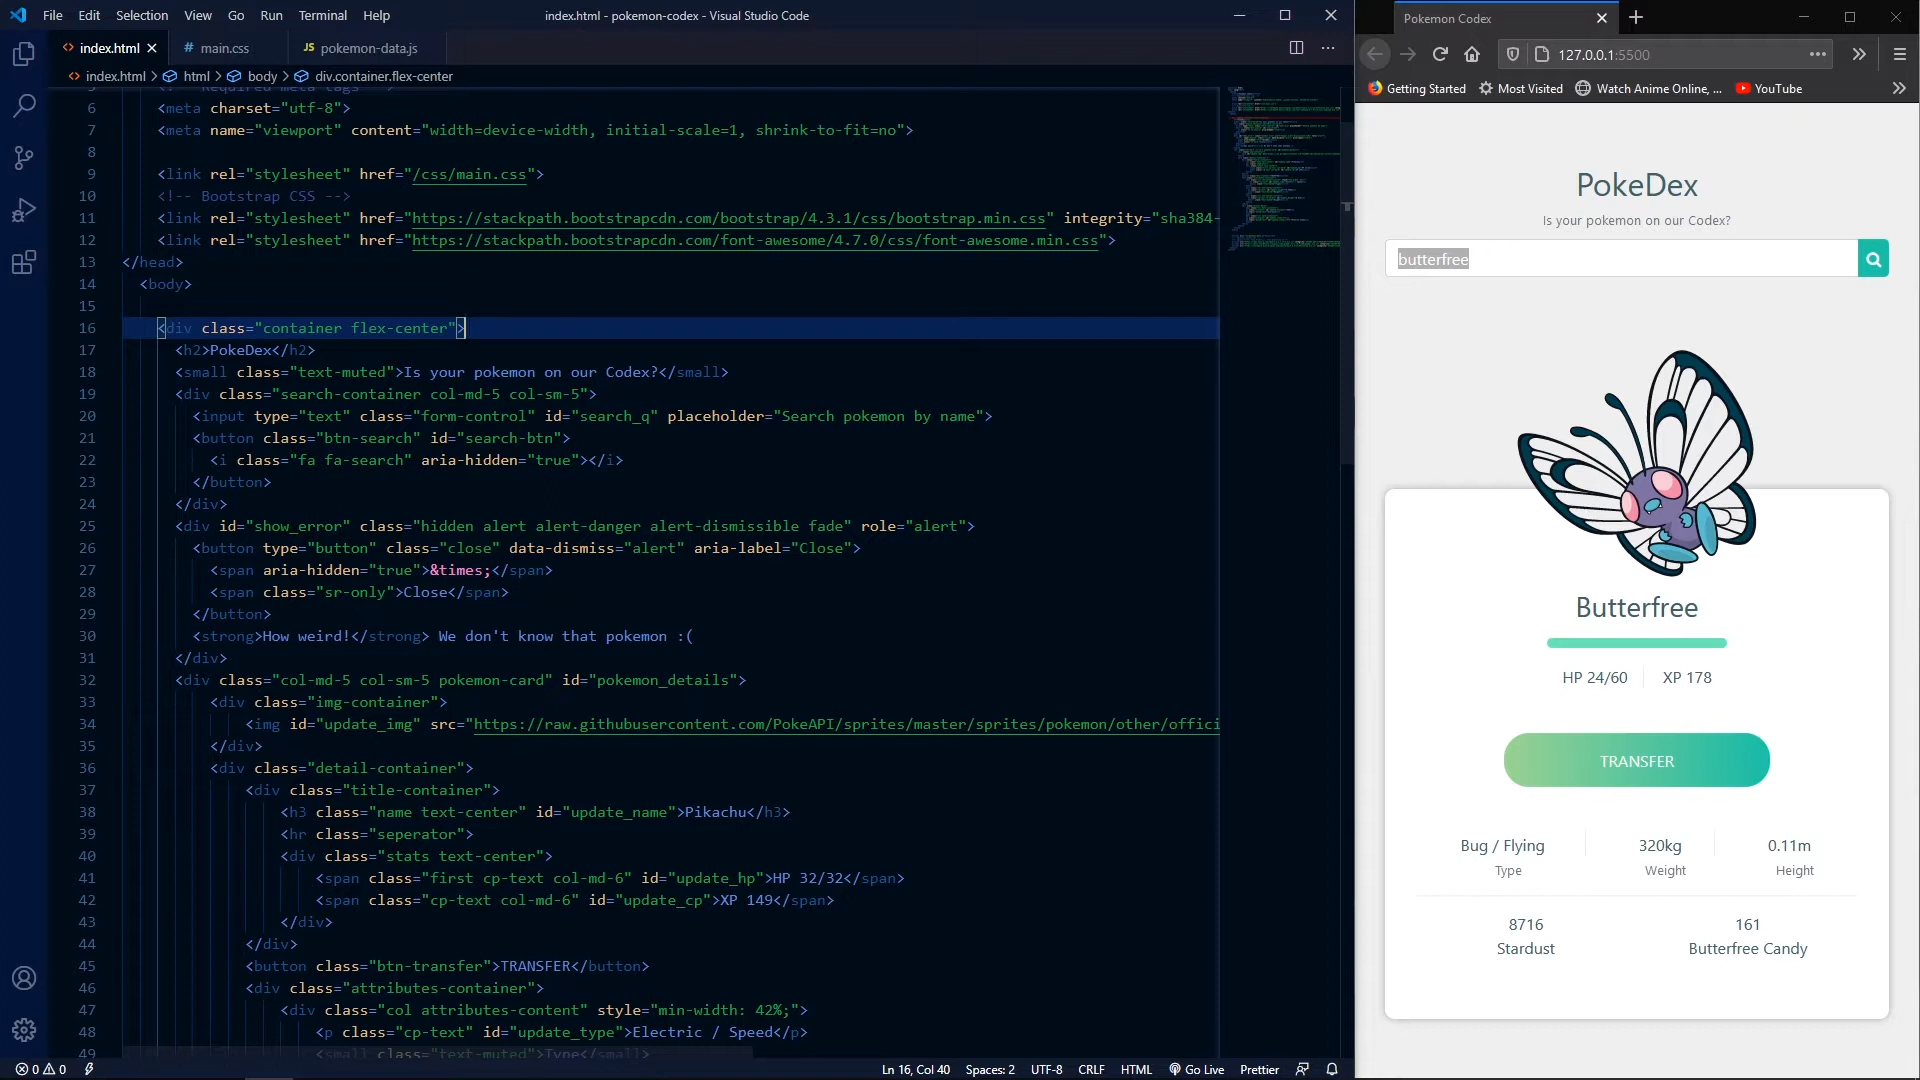 File Edit Selection View Go Run Terminal Help
index.html - pokemon-codex - Visual Studio Code
<> index.html
# main.css
JS pokemon-data.js
<> index.html > html > body > div.container.flex-center
5 <!-- Required meta tags -->
6 <meta charset="utf-8">
7 <meta name="viewport" content="width=device-width, initial-scale=1, shrink-to-fit=no">
8
9 <link rel="stylesheet" href="/css/main.css">
10 <!-- Bootstrap CSS -->
11 <link rel="stylesheet" href="https://stackpath.bootstrapcdn.com/bootstrap/4.3.1/css/bootstrap.min.css" integrity="sha384-
12 <link rel="stylesheet" href="https://stackpath.bootstrapcdn.com/font-awesome/4.7.0/css/font-awesome.min.css">
13 </head>
14 <body>
15
16 <div class="container flex-center">
17 <h2>PokeDex</h2>
18 <small class="text-muted">Is your pokemon on our Codex?</small>
19 <div class="search-container col-md-5 col-sm-5">
20 <input type="text" class="form-control" id="search_q" placeholder="Search pokemon by name">
21 <button class="btn-search" id="search-btn">
22 <i class="fa fa-search" aria-hidden="true"></i>
23 </button>
24 </div>
25 <div id="show_error" class="hidden alert alert-danger alert-dismissible fade" role="alert">
26 <button type="button" class="close" data-dismiss="alert" aria-label="Close">
27 <span aria-hidden="true">&times;</span>
28 <span class="sr-only">Close</span>
29 </button>
30 <strong>How weird!</strong> We don't know that pokemon :(
31 </div>
32 <div class="col-md-5 col-sm-5 pokemon-card" id="pokemon_details">
33 <div class="img-container">
34 <img id="update_img" src="https://raw.githubusercontent.com/PokeAPI/sprites/master/sprites/pokemon/other/offici
35 </div>
36 <div class="detail-container">
37 <div class="title-container">
38 <h3 class="name text-center" id="update_name">Pikachu</h3>
39 <hr class="seperator">
40 <div class="stats text-center">
41 <span class="first cp-text col-md-6" id="update_hp">HP 32/32</span>
42 <span class="cp-text col-md-6" id="update_cp">XP 149</span>
43 </div>
44 </div>
45 <button class="btn-transfer">TRANSFER</button>
46 <div class="attributes-container">
47 <div class="col attributes-content" style="min-width: 42%;">
48 <p class="cp-text" id="update_type">Electric / Speed</p>
49 <small class="text-muted">Type</small>
0 0 Ln 16, Col 40 Spaces: 2 UTF-8 CRLF HTML Go Live Prettier
Pokemon Codex
127.0.0.1:5500
Getting Started Most Visited Watch Anime Online, ... YouTube
PokeDex
Is your pokemon on our Codex?
butterfree
Butterfree
HP 24/60 XP 178
TRANSFER
Bug / Flying 320kg 0.11m
Type Weight Height
8716 161
Stardust Butterfree Candy